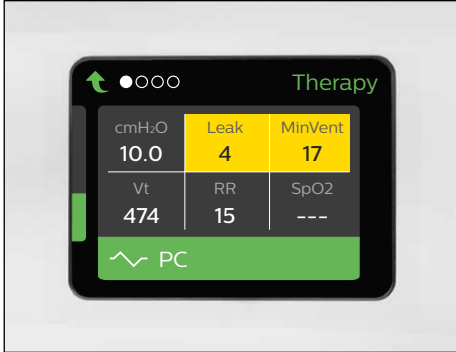 Therapy
cmH₂O Leak MinVent
10.0 4 17
Vt RR SpO2
474 15 ---
PC